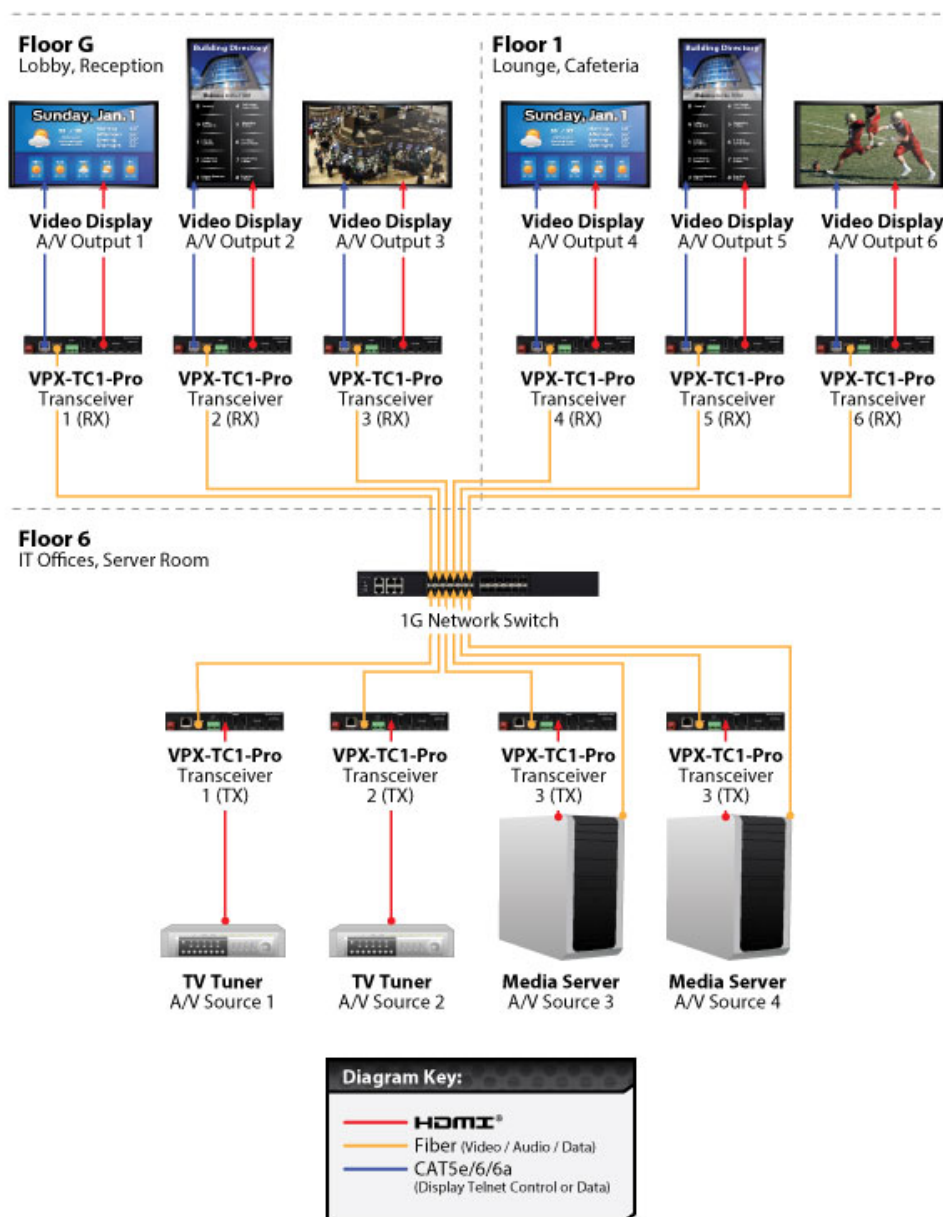 Floor G
Lobby, Reception
Building Directory
Sunday, Jan. 1
Video Display
A/V Output 1
Video Display
A/V Output 2
Video Display
A/V Output 3
VPX-TC1-Pro
Transceiver
1 (RX)
VPX-TC1-Pro
Transceiver
2 (RX)
VPX-TC1-Pro
Transceiver
3 (RX)
Floor 1
Lounge, Cafeteria
Building Directory
Sunday, Jan. 1
Video Display
A/V Output 4
Video Display
A/V Output 5
Video Display
A/V Output 6
VPX-TC1-Pro
Transceiver
4 (RX)
VPX-TC1-Pro
Transceiver
5 (RX)
VPX-TC1-Pro
Transceiver
6 (RX)
Floor 6
IT Offices, Server Room
1G Network Switch
VPX-TC1-Pro
Transceiver
1 (TX)
VPX-TC1-Pro
Transceiver
2 (TX)
VPX-TC1-Pro
Transceiver
3 (TX)
VPX-TC1-Pro
Transceiver
3 (TX)
TV Tuner
A/V Source 1
TV Tuner
A/V Source 2
Media Server
A/V Source 3
Media Server
A/V Source 4
Diagram Key:
HDMI®
Fiber (Video / Audio / Data)
CAT5e/6/6a
(Display Telnet Control or Data)